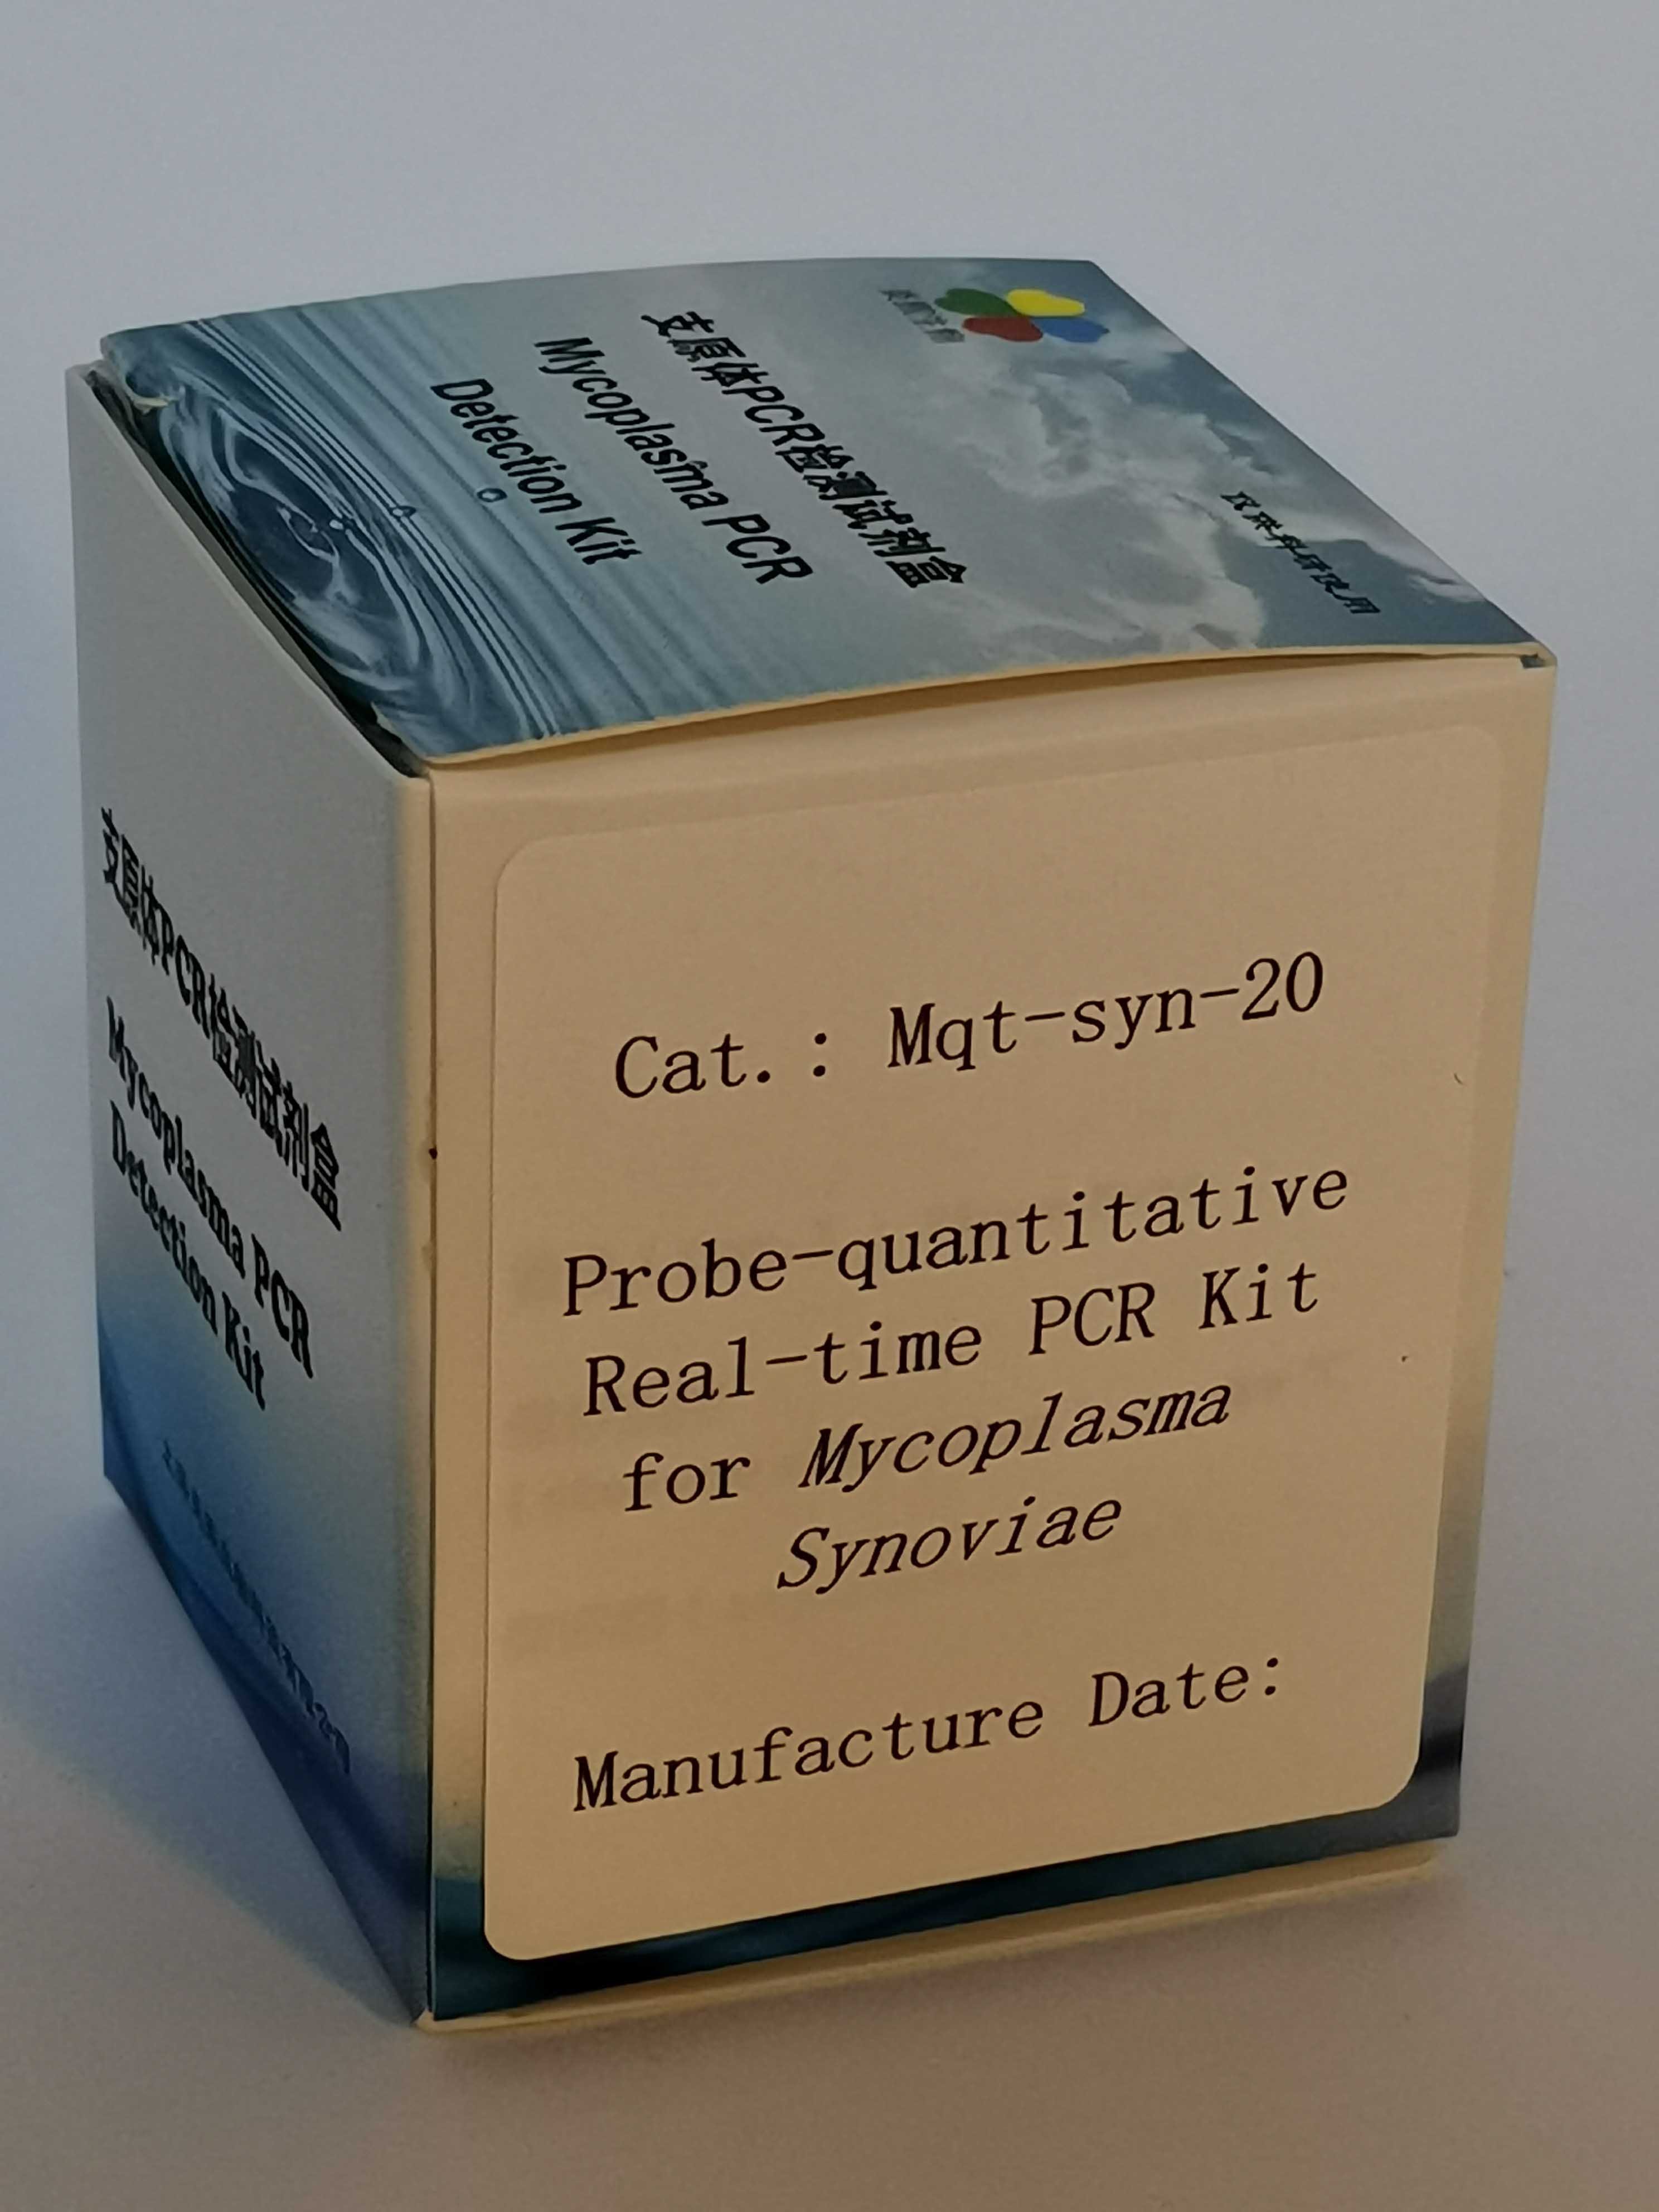 支原体PCR检测试剂盒
Mycoplasma PCR
Detection Kit
仅供科研使用
支原体PCR检测试剂盒
Mycoplasma PCR
Detection Kit
Cat.: Mqt-syn-20
Probe-quantitative
Real-time PCR Kit
for Mycoplasma
Synoviae
Manufacture Date: